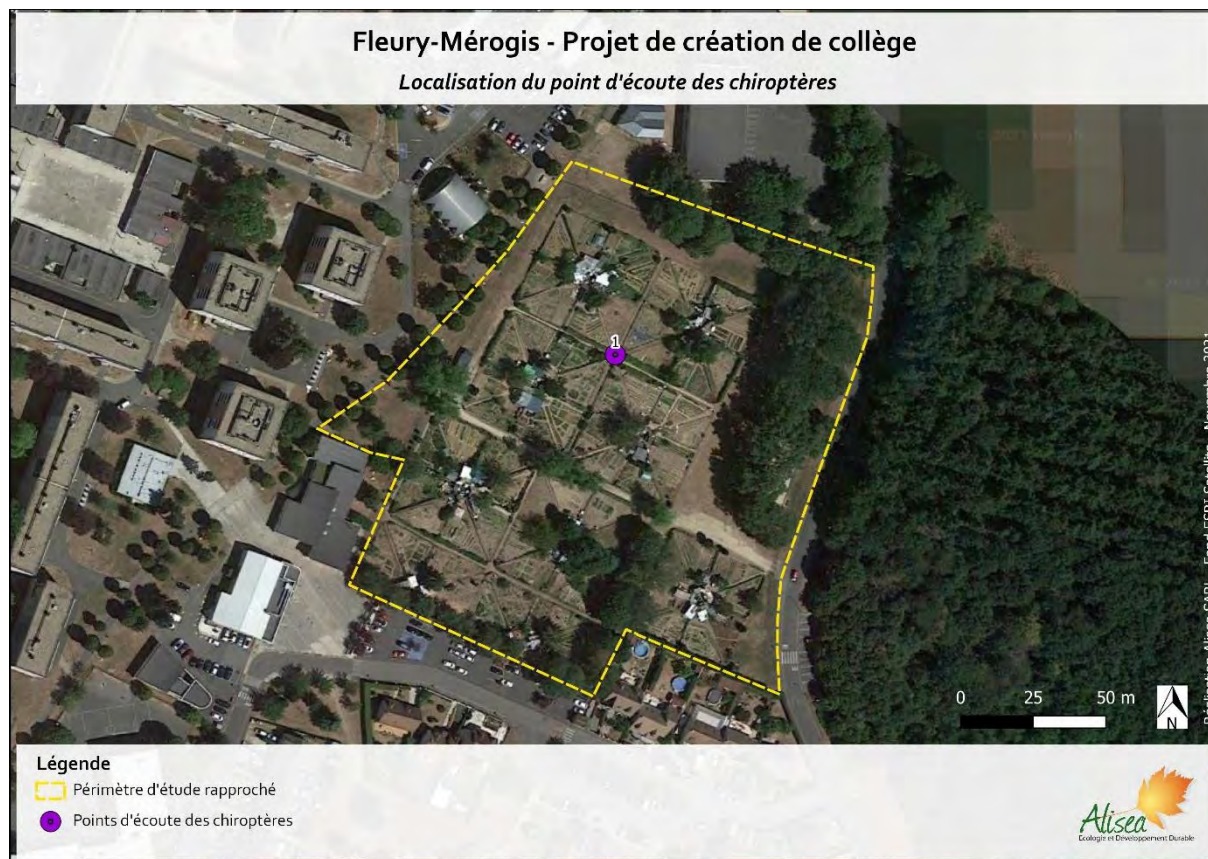 Fleury-Mérogis - Projet de création de collège
Localisation du point d'écoute des chiroptères
1
0 25 50 m
N
Légende
Périmètre d'étude rapproché
Points d'écoute des chiroptères
Alisea
Ecologie et Développement Durable